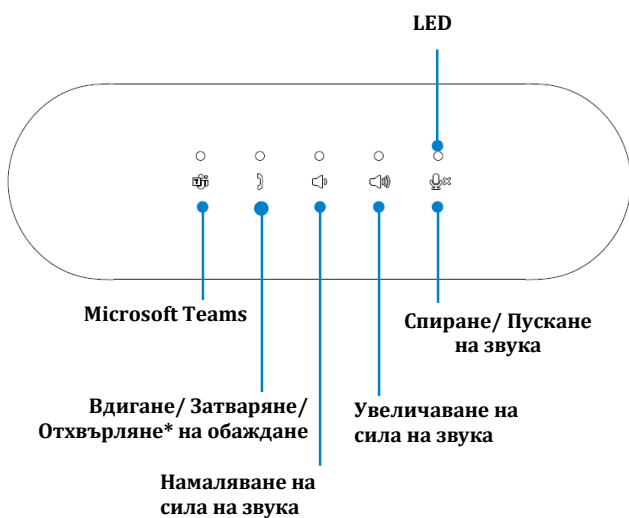 LED
Microsoft Teams
Спиране/ Пускане
на звука
Вдигане/ Затваряне/
Отхвърляне* на обаждане
Увеличаване на
сила на звука
Намаляване на
сила на звука